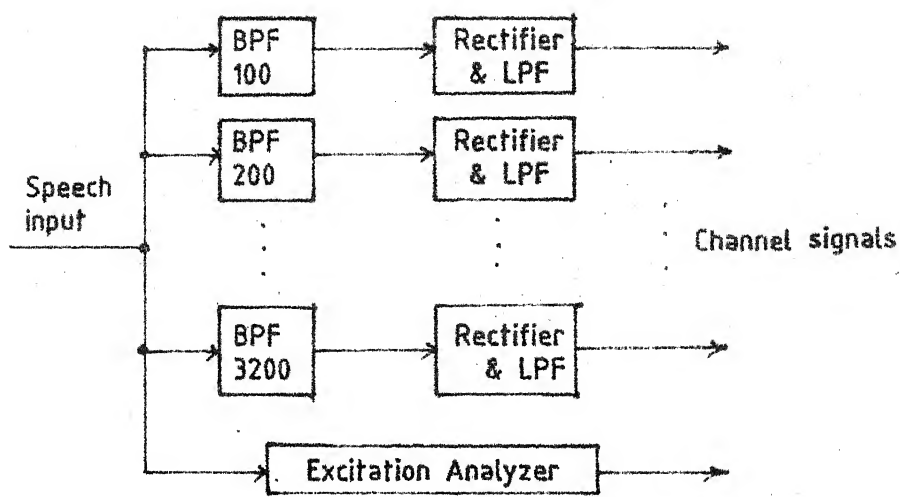 BPF
100
Rectifier
& LPF
BPF
200
Rectifier
& LPF
Speech
input
Channel signals
BPF
3200
Rectifier
& LPF
Excitation Analyzer